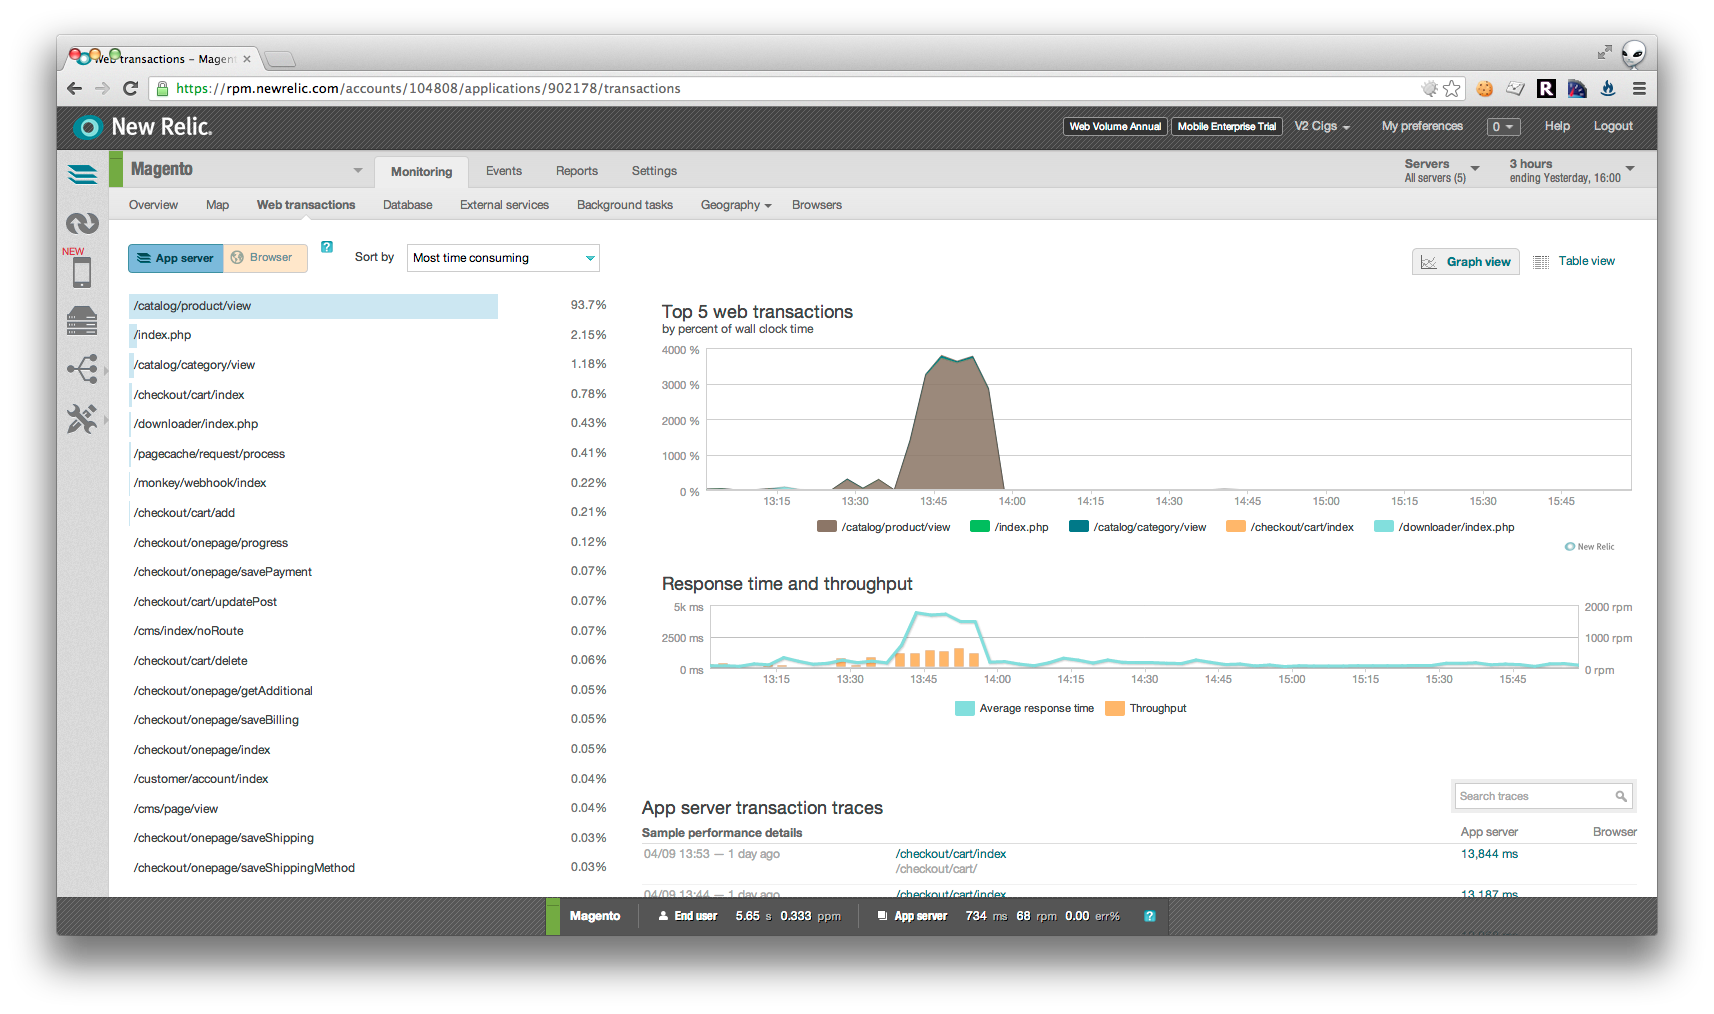 Web transactions – Magent
https://rpm.newrelic.com/accounts/104808/applications/902178/transactions
New Relic.
Web Volume Annual
Mobile Enterprise Trial
V2 Cigs
My preferences
0
Help
Logout
Magento
Monitoring
Events
Reports
Settings
Servers
All servers (5)
3 hours
ending Yesterday, 16:00
Overview
Map
Web transactions
Database
External services
Background tasks
Geography
Browsers
NEW
App server
Browser
?
Sort by
Most time consuming
Graph view
Table view
/catalog/product/view 93.7%
/index.php 2.15%
/catalog/category/view 1.18%
/checkout/cart/index 0.78%
/downloader/index.php 0.43%
/pagecache/request/process 0.41%
/monkey/webhook/index 0.22%
/checkout/cart/add 0.21%
/checkout/onepage/progress 0.12%
/checkout/onepage/savePayment 0.07%
/checkout/cart/updatePost 0.07%
/cms/index/noRoute 0.07%
/checkout/cart/delete 0.06%
/checkout/onepage/getAdditional 0.05%
/checkout/onepage/saveBilling 0.05%
/checkout/onepage/index 0.05%
/customer/account/index 0.04%
/cms/page/view 0.04%
/checkout/onepage/saveShipping 0.03%
/checkout/onepage/saveShippingMethod 0.03%
Top 5 web transactions
by percent of wall clock time
4000 %
3000 %
2000 %
1000 %
0 %
13:15 13:30 13:45 14:00 14:15 14:30 14:45 15:00 15:15 15:30 15:45
/catalog/product/view /index.php /catalog/category/view /checkout/cart/index /downloader/index.php
New Relic
Response time and throughput
5k ms 2000 rpm
2500 ms 1000 rpm
0 ms 0 rpm
13:15 13:30 13:45 14:00 14:15 14:30 14:45 15:00 15:15 15:30 15:45
Average response time Throughput
Search traces
App server transaction traces
Sample performance details App server Browser
04/09 13:53 — 1 day ago /checkout/cart/index 13,844 ms
/checkout/cart/
04/09 13:44 — 1 day ago /checkout/cart/index 13,187 ms
Magento End user 5.65 s 0.333 ppm App server 734 ms 68 rpm 0.00 err% ?